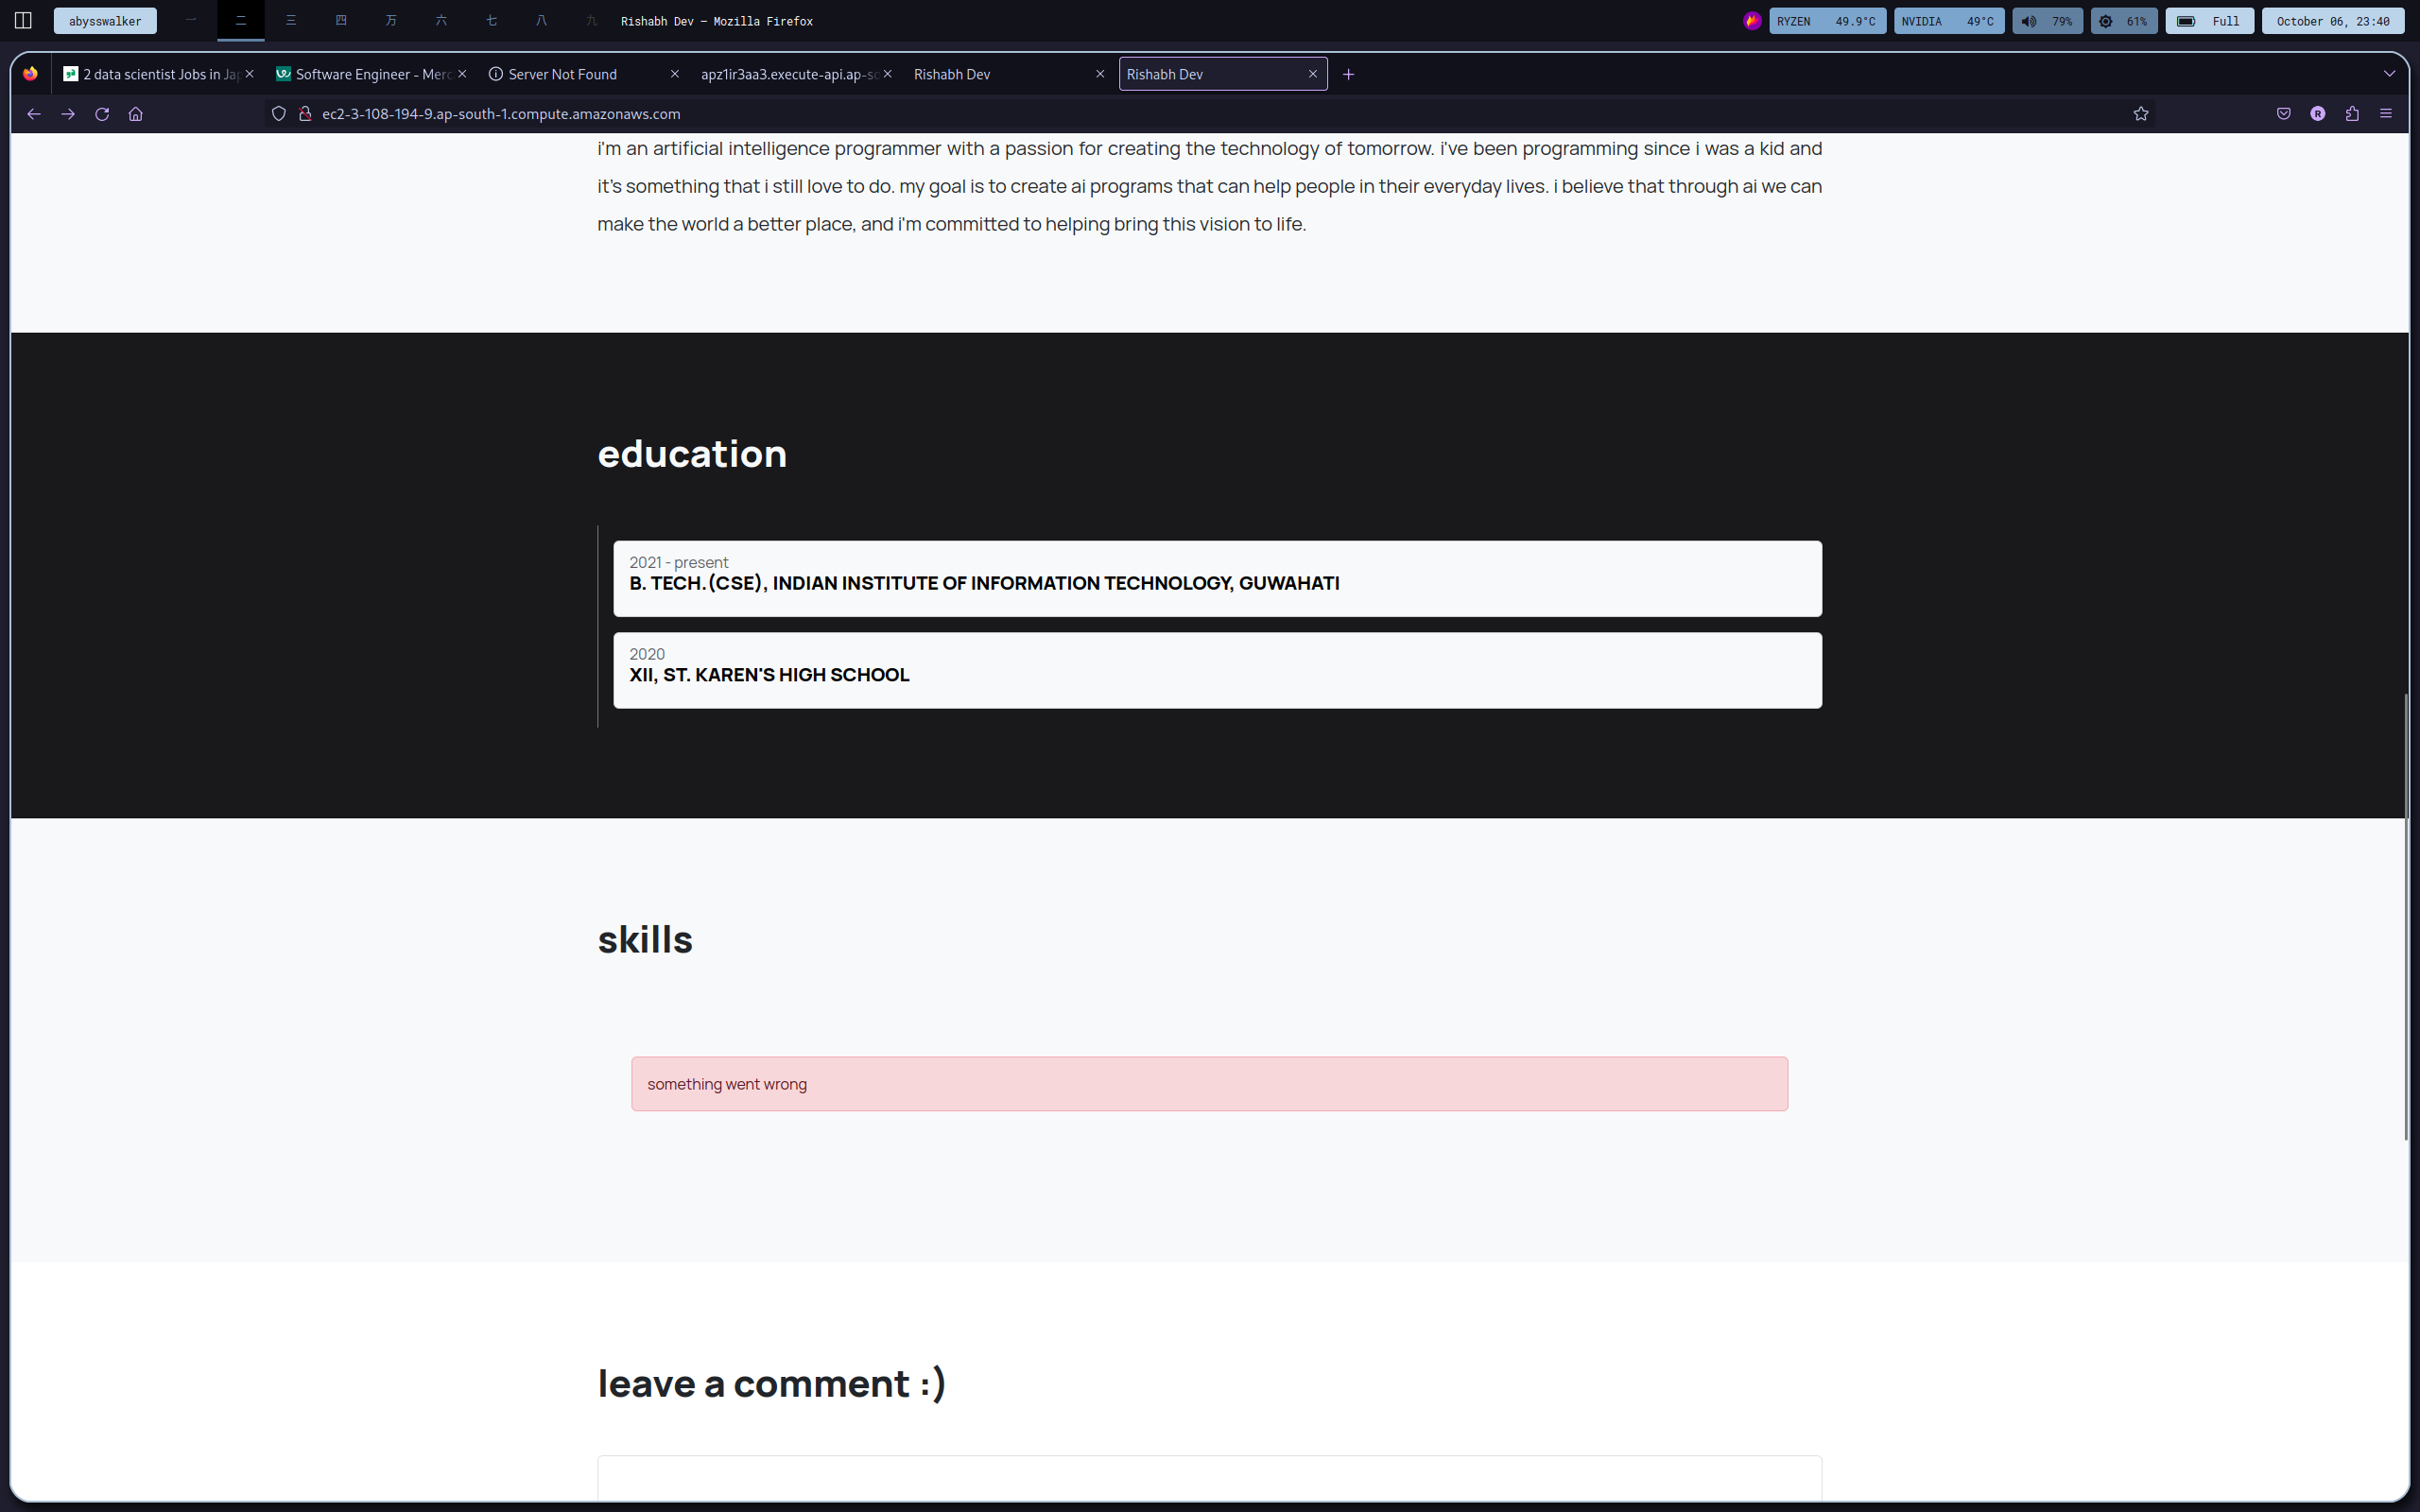 abysswalker 一 二 三 四 万 六 七 八 九 Rishabh Dev — Mozilla Firefox RYZEN 49.9°C NVIDIA 49°C 79% 61% Full October 06, 23:40
2 data scientist Jobs in Jap Software Engineer - Merc Server Not Found apz1ir3aa3.execute-api.ap-so Rishabh Dev Rishabh Dev
ec2-3-108-194-9.ap-south-1.compute.amazonaws.com R
i'm an artificial intelligence programmer with a passion for creating the technology of tomorrow. i've been programming since i was a kid and
it's something that i still love to do. my goal is to create ai programs that can help people in their everyday lives. i believe that through ai we can
make the world a better place, and i'm committed to helping bring this vision to life.
education
2021 - present
B. TECH.(CSE), INDIAN INSTITUTE OF INFORMATION TECHNOLOGY, GUWAHATI
2020
XII, ST. KAREN'S HIGH SCHOOL
skills
something went wrong
leave a comment :)